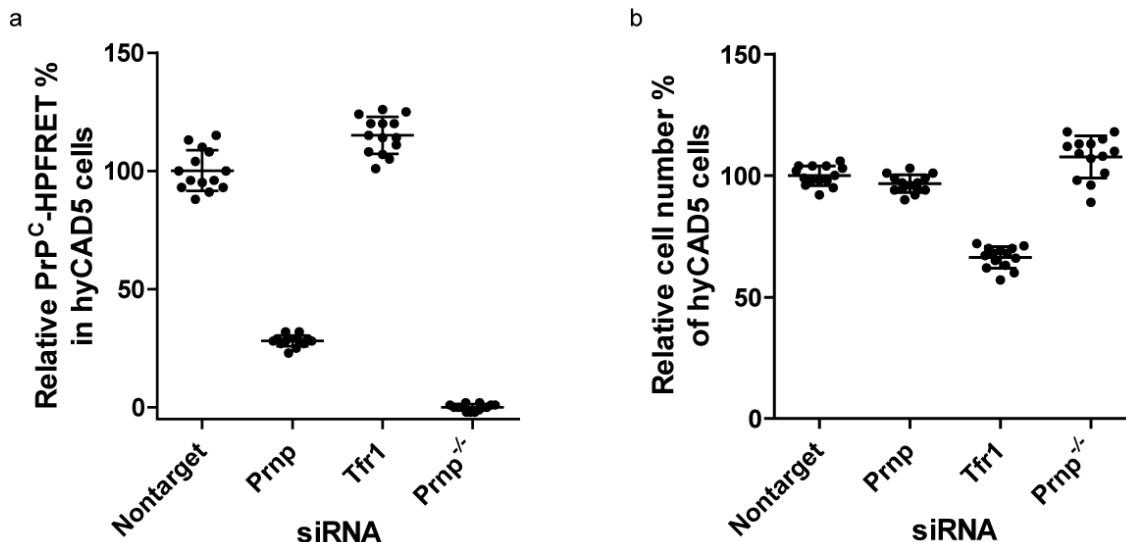 a
Relative PrP^C-HPFRET %
in hyCAD5 cells
150
100
50
0
Nontarget
Prnp
Tfr1
Prnp^-/-
siRNA
b
Relative cell number %
of hyCAD5 cells
150
100
50
0
Nontarget
Prnp
Tfr1
Prnp^-/-
siRNA